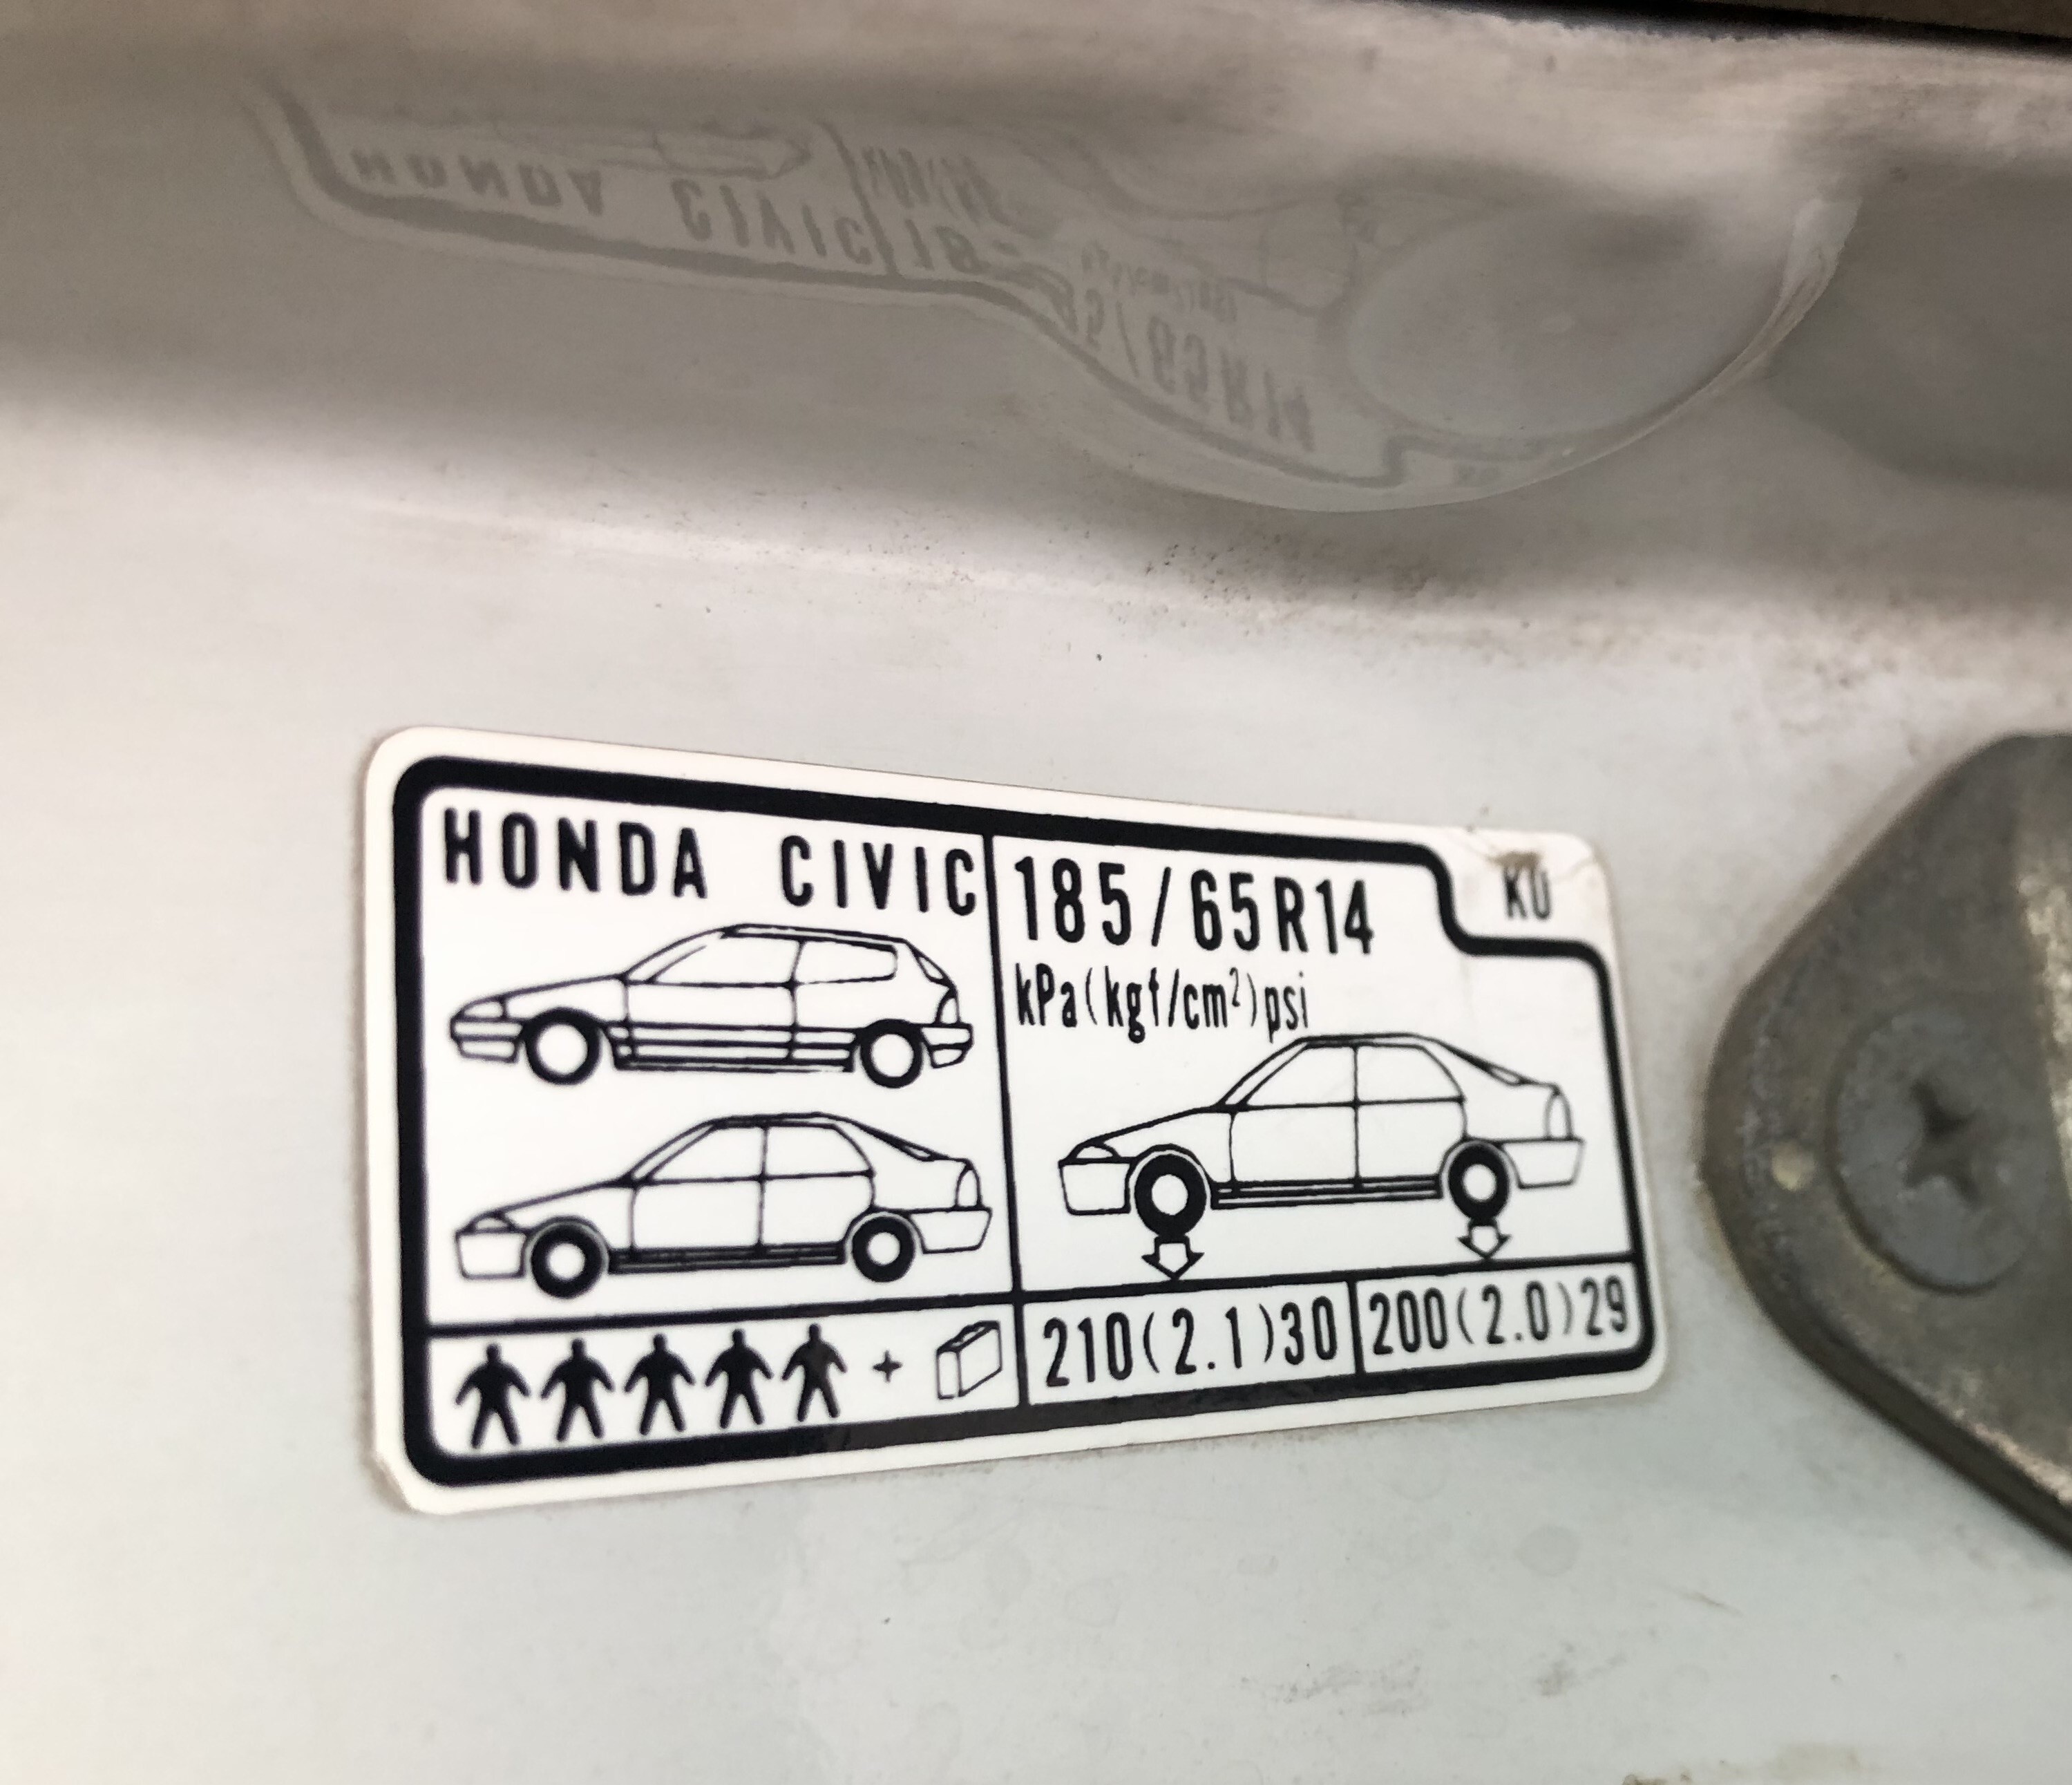 HONDA CIVIC
185/65R14
KU
kPa(kgf/cm²)psi
+
210(2.1)30
200(2.0)29